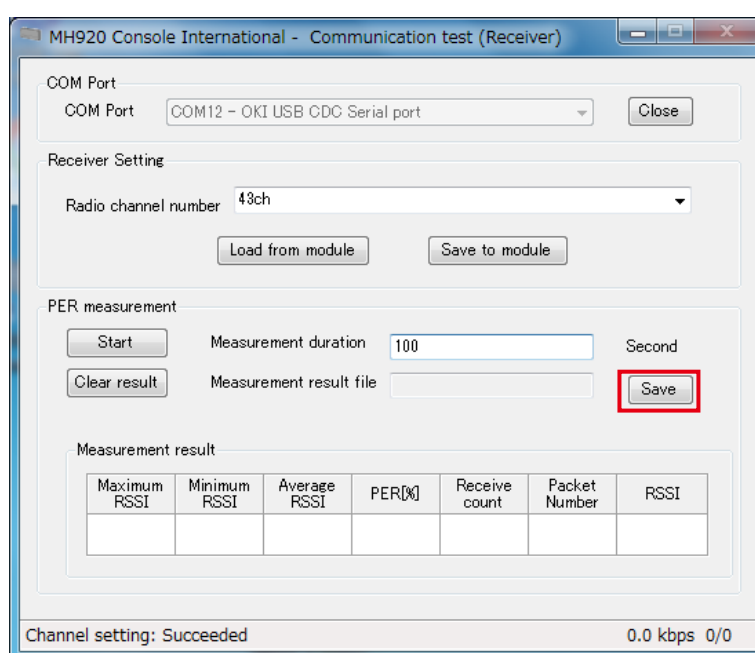 MH920 Console International - Communication test (Receiver)
COM Port
COM Port COM12 - OKI USB CDC Serial port Close
Receiver Setting
Radio channel number 43ch
Load from module Save to module
PER measurement
Start Measurement duration 100 Second
Clear result Measurement result file Save
Measurement result
Maximum RSSI Minimum RSSI Average RSSI PER[%] Receive count Packet Number RSSI
Channel setting: Succeeded 0.0 kbps 0/0